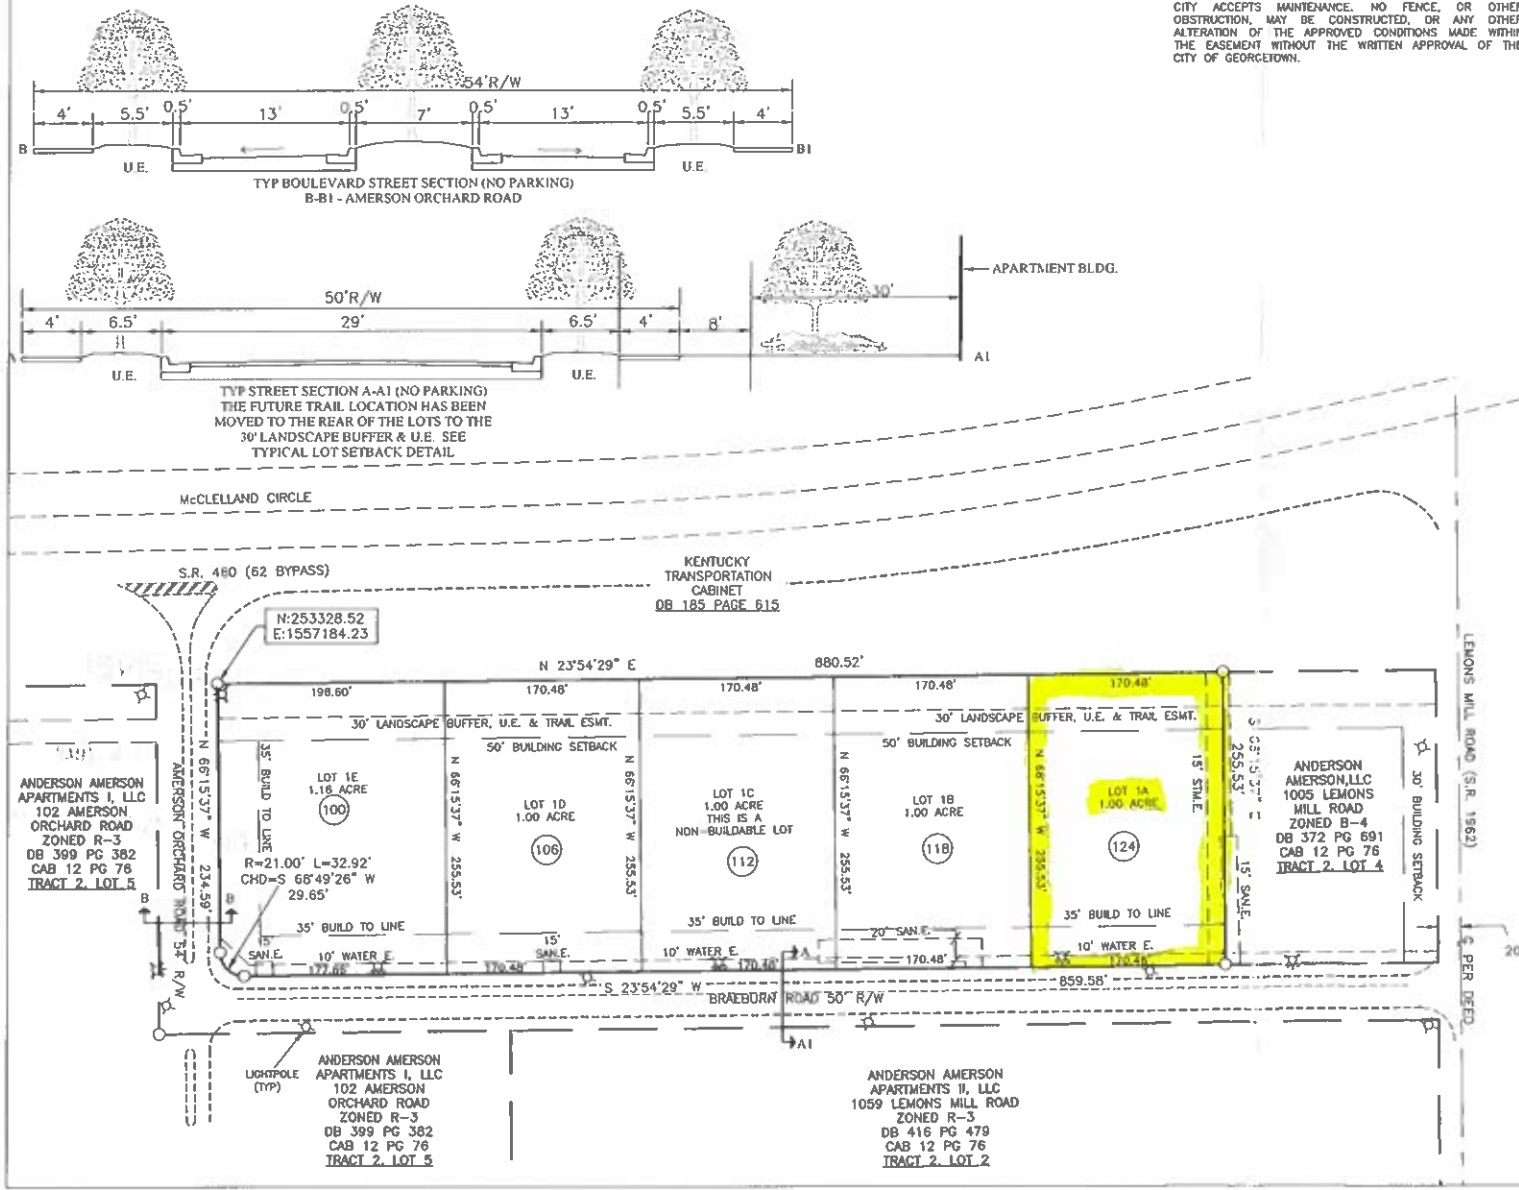 CITY ACCEPTS MAINTENANCE. NO FENCE, OR OTHER
OBSTRUCTION, MAY BE CONSTRUCTED, OR ANY OTHER
ALTERATION OF THE APPROVED CONDITIONS MADE WITHIN
THE EASEMENT WITHOUT THE WRITTEN APPROVAL OF THE
CITY OF GEORGETOWN.
54'R/W
4' 5.5' 0.5' 13' 0.5' 7' 0.5' 13' 0.5' 5.5' 4'
B B1
U.E. U.E.
TYP BOULEVARD STREET SECTION (NO PARKING)
B-B1 - AMERSON ORCHARD ROAD
APARTMENT BLDG.
50'R/W 30'
4' 6.5' 29' 6.5' 4' 8'
A1
U.E. U.E.
TYP STREET SECTION A-A1 (NO PARKING)
THE FUTURE TRAIL LOCATION HAS BEEN
MOVED TO THE REAR OF THE LOTS TO THE
30' LANDSCAPE BUFFER & U.E. SEE
TYPICAL LOT SETBACK DETAIL
McCLELLAND CIRCLE
S.R. 460 (62 BYPASS)
KENTUCKY
TRANSPORTATION
CABINET
DB 185 PAGE 615
N:253328.52
E:1557184.23
N 23°54'29" E 880.52'
198.60' 170.48' 170.48' 170.48' 170.48'
30' LANDSCAPE BUFFER, U.E. & TRAIL ESMT.
30' LANDSCAPE BUFFER, U.E. & TRAIL ESMT.
50' BUILDING SETBACK
50' BUILDING SETBACK
ANDERSON AMERSON
APARTMENTS I, LLC
102 AMERSON
ORCHARD ROAD
ZONED R-3
DB 399 PG 382
CAB 12 PG 76
TRACT 2, LOT 5
AMERSON ORCHARD ROAD 54' R/W
N 66°15'37" W 234.59'
35' BUILD TO LINE
LOT 1E
1.16 ACRE
100
R=21.00' L=32.92'
CHD=S 68°49'26" W
29.65'
N 66°15'37" W 255.53'
LOT 1D
1.00 ACRE
106
N 66°15'37" W 255.53'
LOT 1C
1.00 ACRE
THIS IS A
NON-BUILDABLE LOT
112
N 66°15'37" W 255.53'
LOT 1B
1.00 ACRE
118
N 66°15'37" W 255.53'
LOT 1A
1.00 ACRE
124
15' STM.E.
255.53'
15' SAN.E.
ANDERSON
AMERSON,LLC
1005 LEMONS
MILL ROAD
ZONED B-4
DB 372 PG 691
CAB 12 PG 76
TRACT 2, LOT 4
30' BUILDING SETBACK
LEMONS MILL ROAD (S.R. 1962)
PER DEED
20
B B
35' BUILD TO LINE
35' BUILD TO LINE
35' BUILD TO LINE
15'
SAN.E.
10' WATER E.
15'
SAN.E.
10' WATER E.
20' SAN.E.
10' WATER E.
177.66' 170.48' 170.48' 170.48' 170.48'
A
S 23°54'29" W 859.58'
BRAEBURN ROAD 50' R/W
A1
LIGHTPOLE
(TYP)
ANDERSON AMERSON
APARTMENTS I, LLC
102 AMERSON
ORCHARD ROAD
ZONED R-3
DB 399 PG 382
CAB 12 PG 76
TRACT 2, LOT 5
ANDERSON AMERSON
APARTMENTS II, LLC
1059 LEMONS MILL ROAD
ZONED R-3
DB 416 PG 479
CAB 12 PG 76
TRACT 2, LOT 2